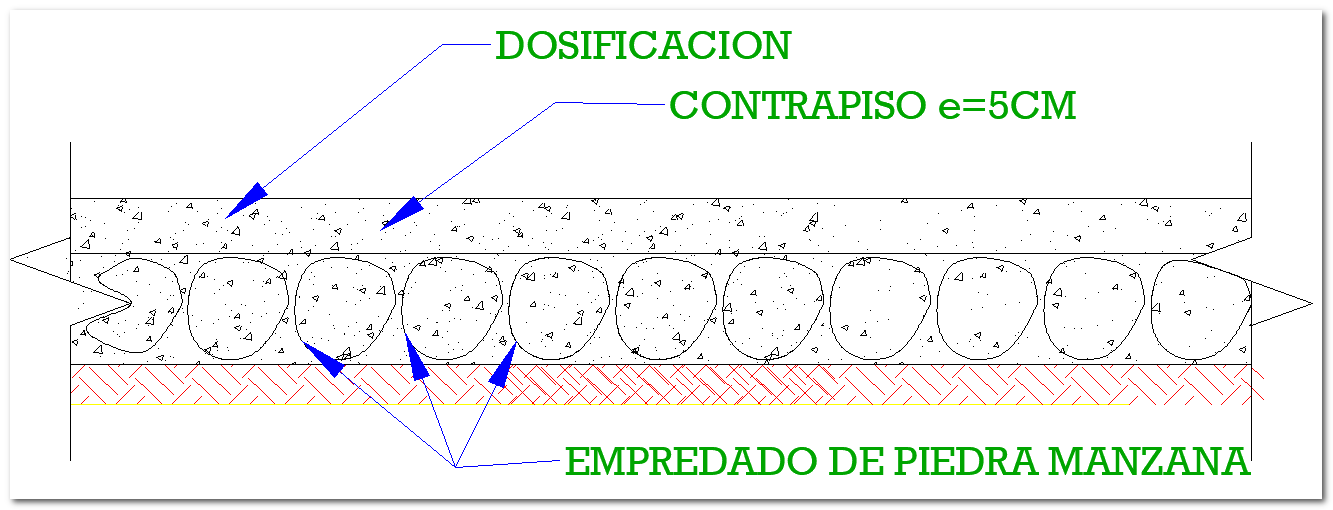 DOSIFICACION
CONTRAPISO e=5CM
EMPREDADO DE PIEDRA MANZANA